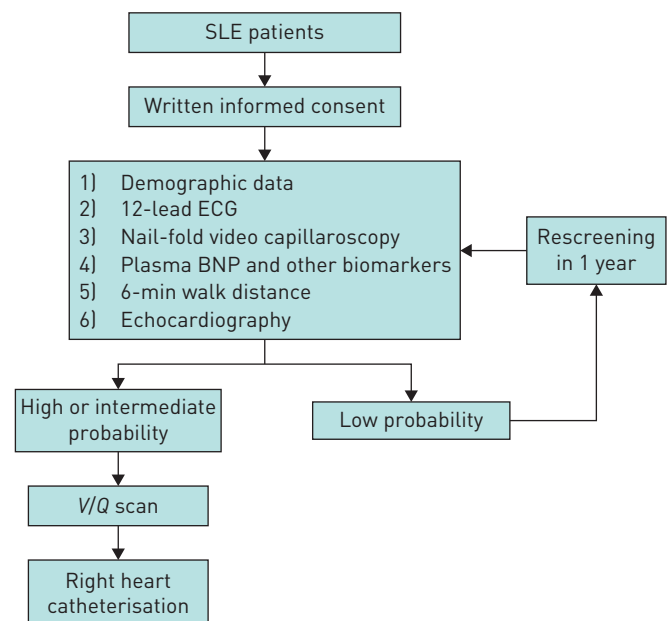 SLE patients
Written informed consent
1) Demographic data
2) 12-lead ECG
3) Nail-fold video capillaroscopy
4) Plasma BNP and other biomarkers
5) 6-min walk distance
6) Echocardiography
Rescreening
in 1 year
High or intermediate
probability
Low probability
V/Q scan
Right heart
catheterisation